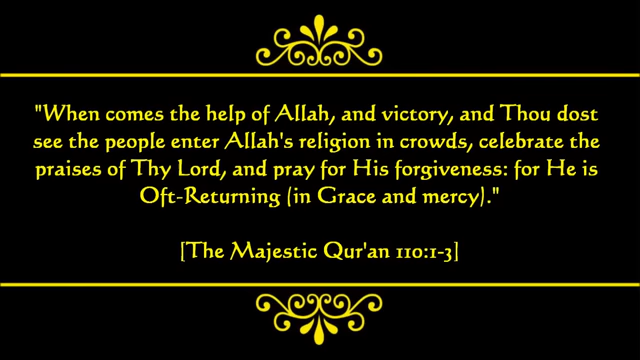 "When comes the help of Allah, and victory, and Thou dost
see the people enter Allah's religion in crowds, celebrate the
praises of Thy Lord, and pray for His forgiveness: for He is
Oft-Returning (in Grace and mercy)."
[The Majestic Qur'an 110:1-3]